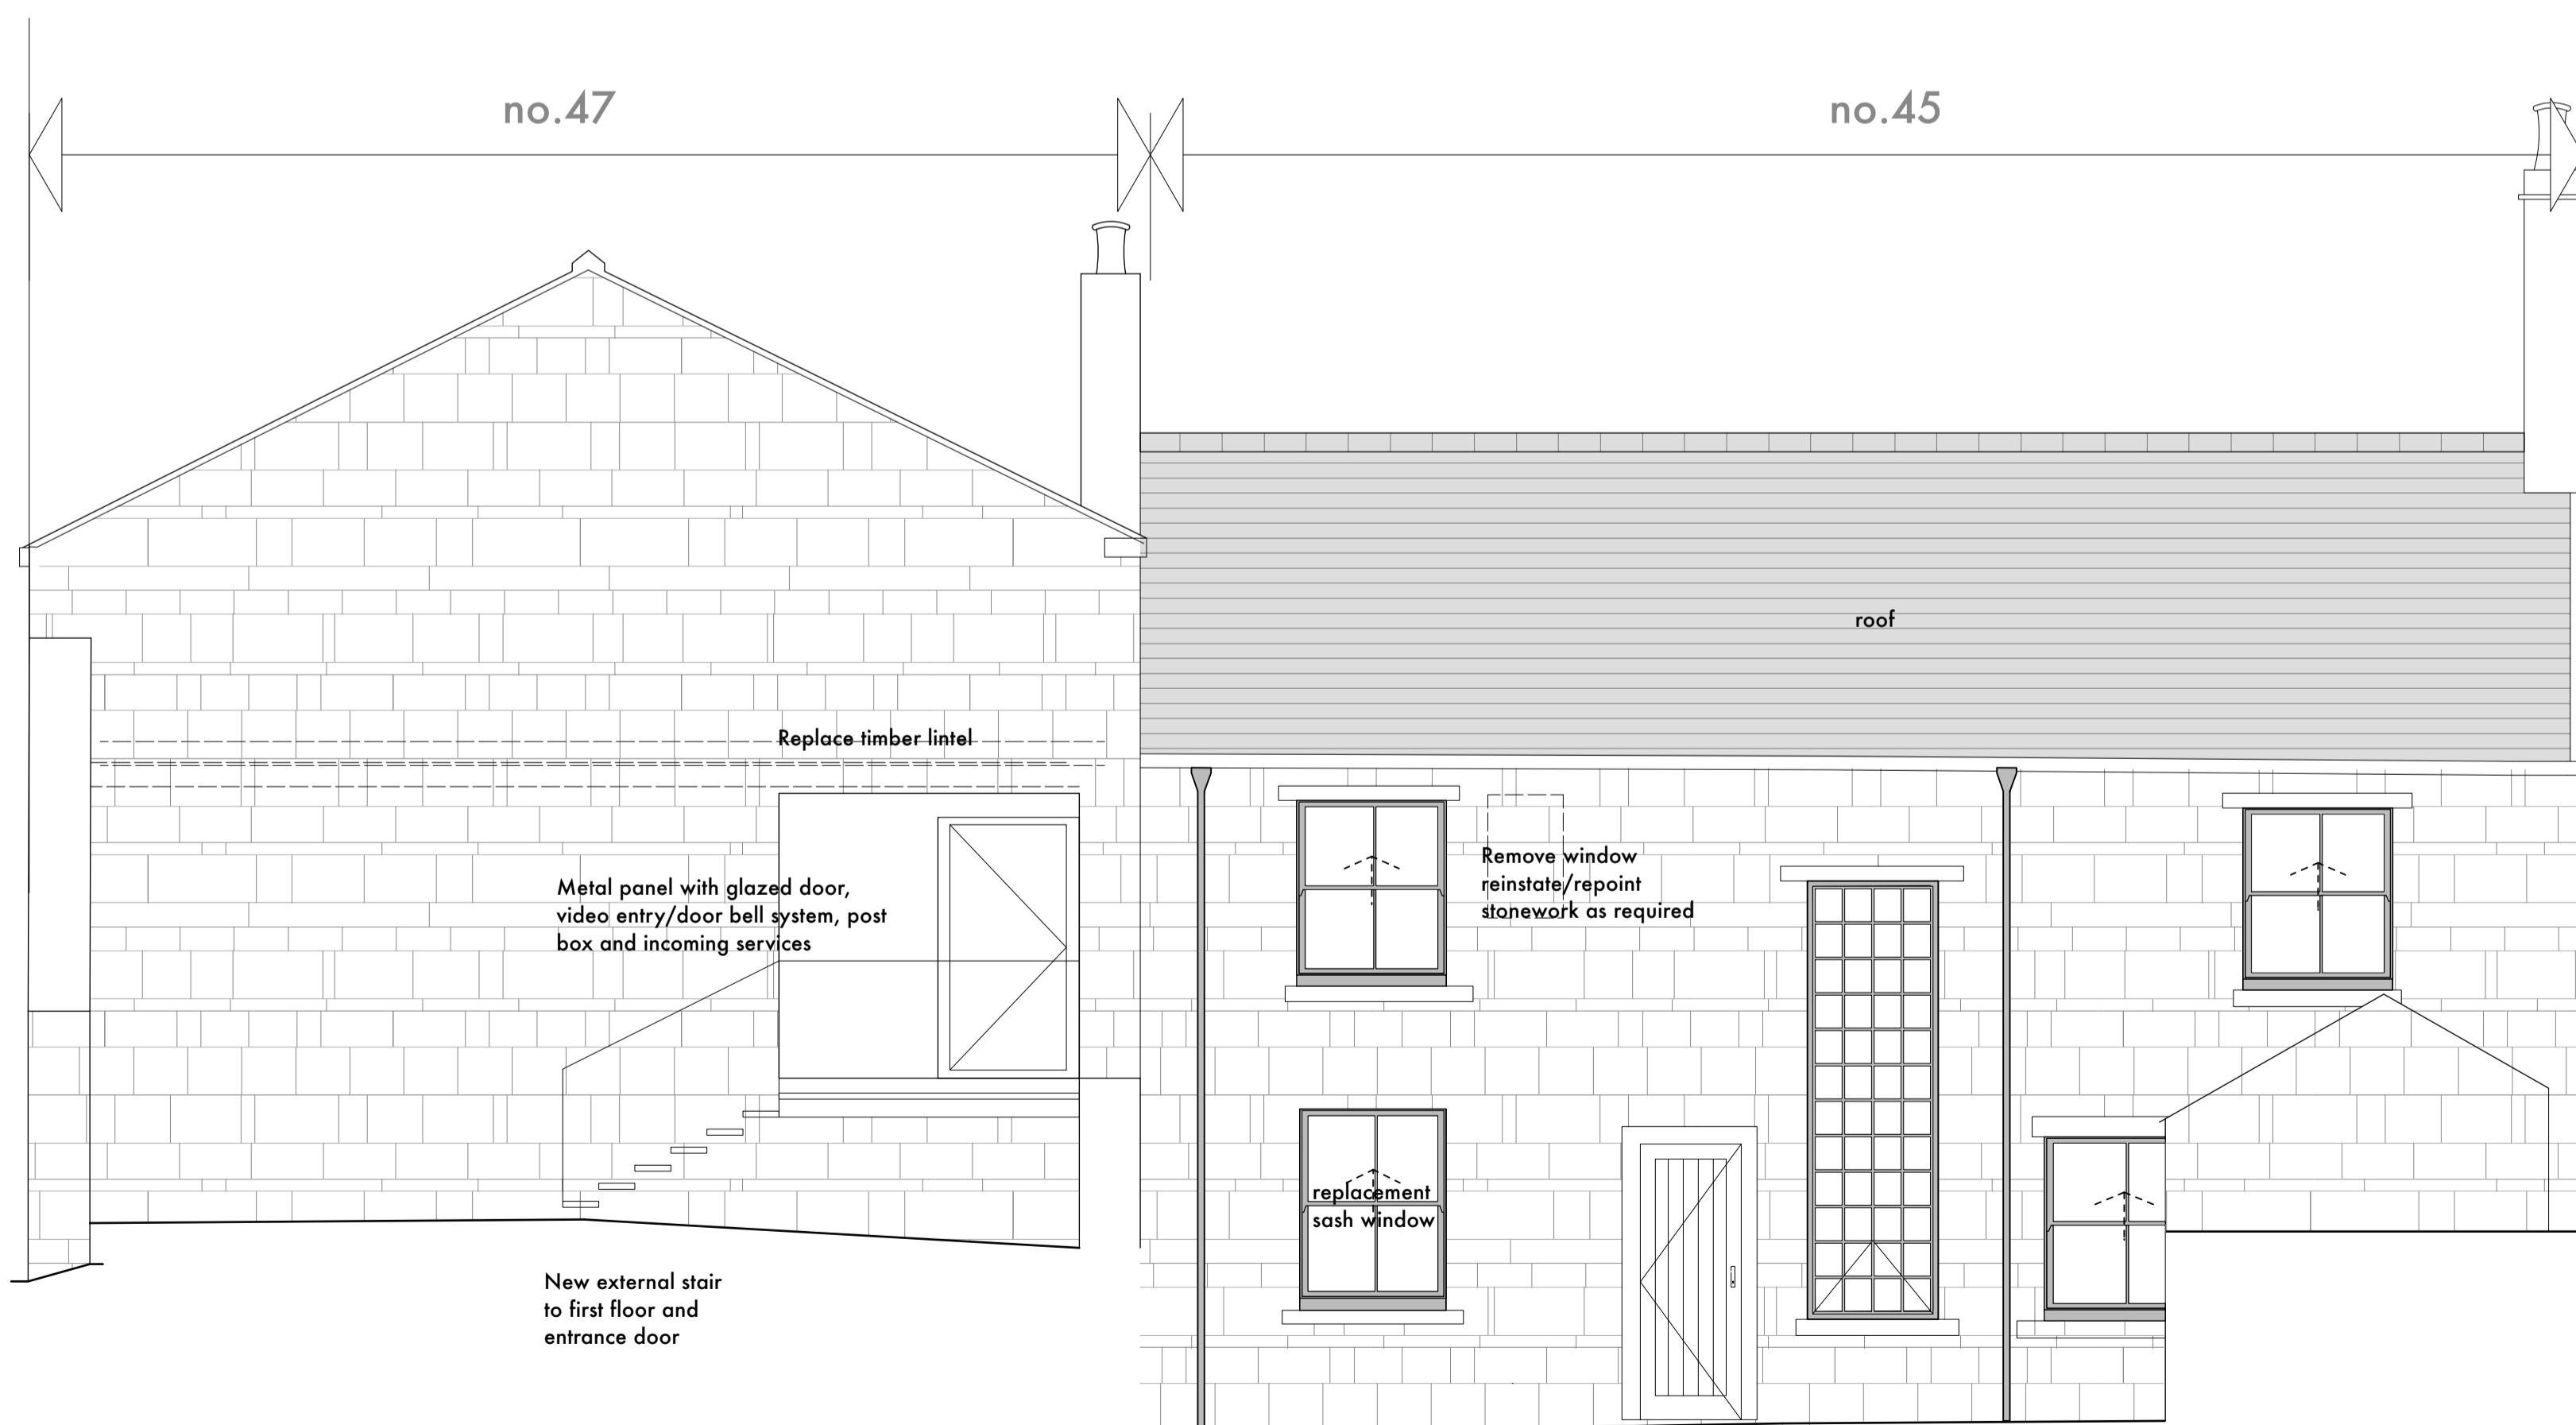 no.47
no.45
roof
Replace timber lintel
Metal panel with glazed door,
video entry/door bell system, post
box and incoming services
Remove window
reinstate/repoint
stonework as required
replacement
sash window
New external stair
to first floor and
entrance door